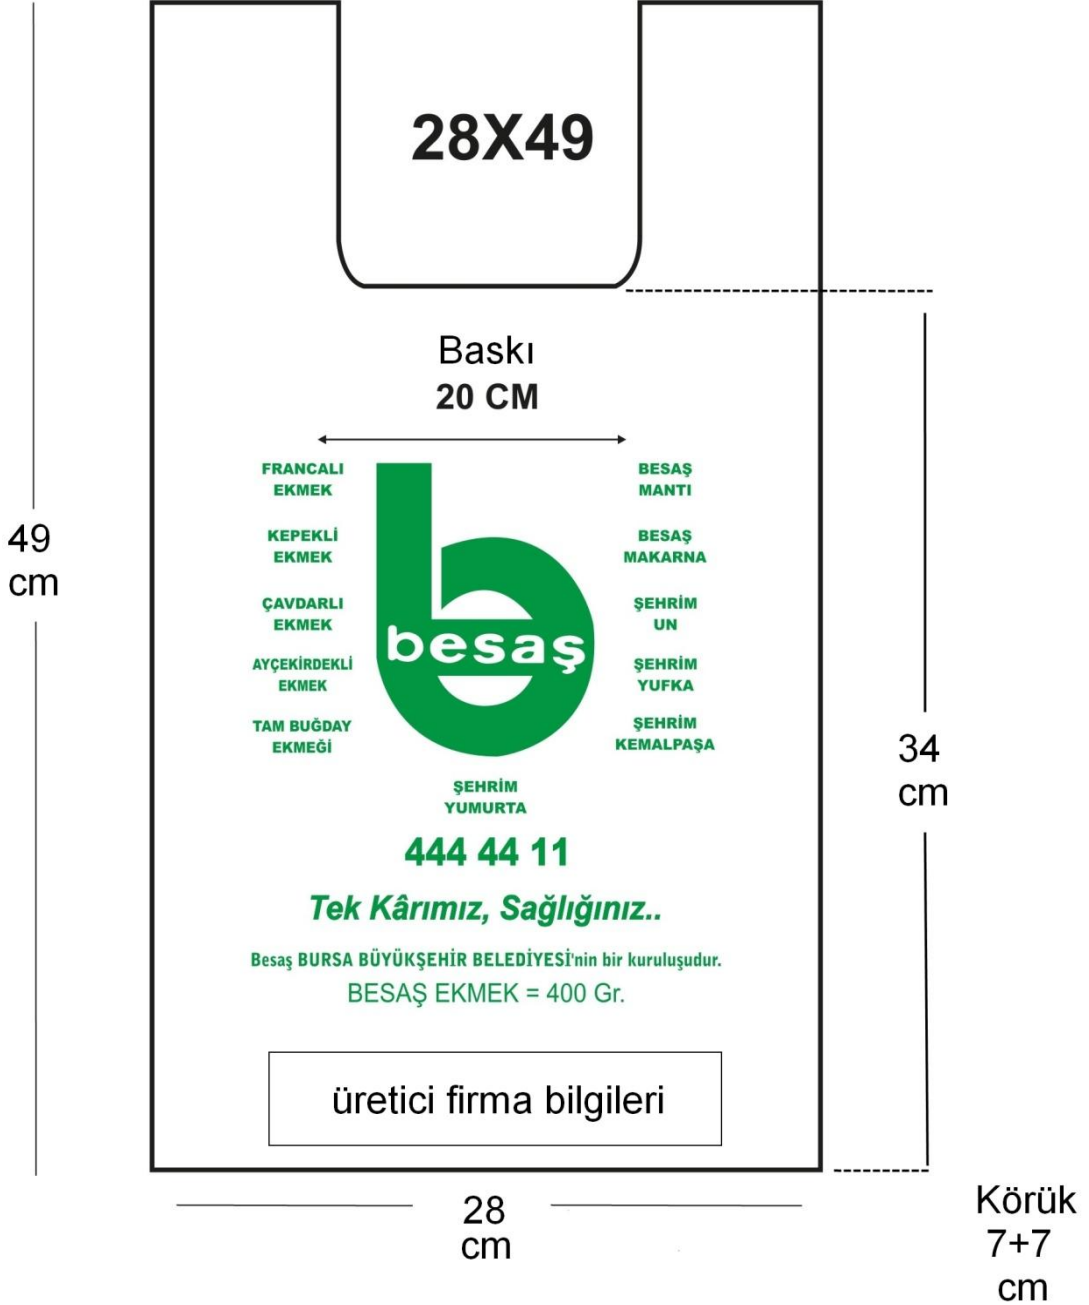 28X49
Baskı
20 CM
FRANCALI
EKMEK
KEPEKLİ
EKMEK
ÇAVDARLI
EKMEK
AYÇEKİRDEKLİ
EKMEK
TAM BUĞDAY
EKMEĞİ
besaş
BESAŞ
MANTI
BESAŞ
MAKARNA
ŞEHRİM
UN
ŞEHRİM
YUFKA
ŞEHRİM
KEMALPAŞA
ŞEHRİM
YUMURTA
444 44 11
Tek Kârımız, Sağlığınız..
Besaş BURSA BÜYÜKŞEHİR BELEDİYESİ'nin bir kuruluşudur.
BESAŞ EKMEK = 400 Gr.
üretici firma bilgileri
49
cm
34
cm
28
cm
Körük
7+7
cm